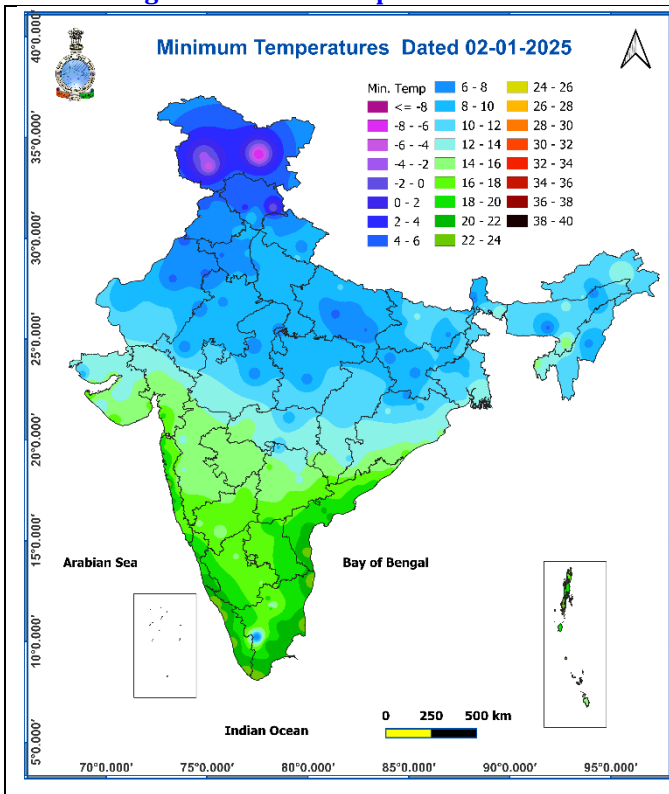 Minimum Temperatures Dated 02-01-2025
Min. Temp
<= -8
-8 - -6
-6 - -4
-4 - -2
-2 - 0
0 - 2
2 - 4
4 - 6
6 - 8
8 - 10
10 - 12
12 - 14
14 - 16
16 - 18
18 - 20
20 - 22
22 - 24
24 - 26
26 - 28
28 - 30
30 - 32
32 - 34
34 - 36
36 - 38
38 - 40
40°0.000'
35°0.000'
30°0.000'
25°0.000'
20°0.000'
15°0.000'
10°0.000'
5°0.000'
Arabian Sea
Bay of Bengal
Indian Ocean
0 250 500 km
70°0.000' 75°0.000' 80°0.000' 85°0.000' 90°0.000' 95°0.000'